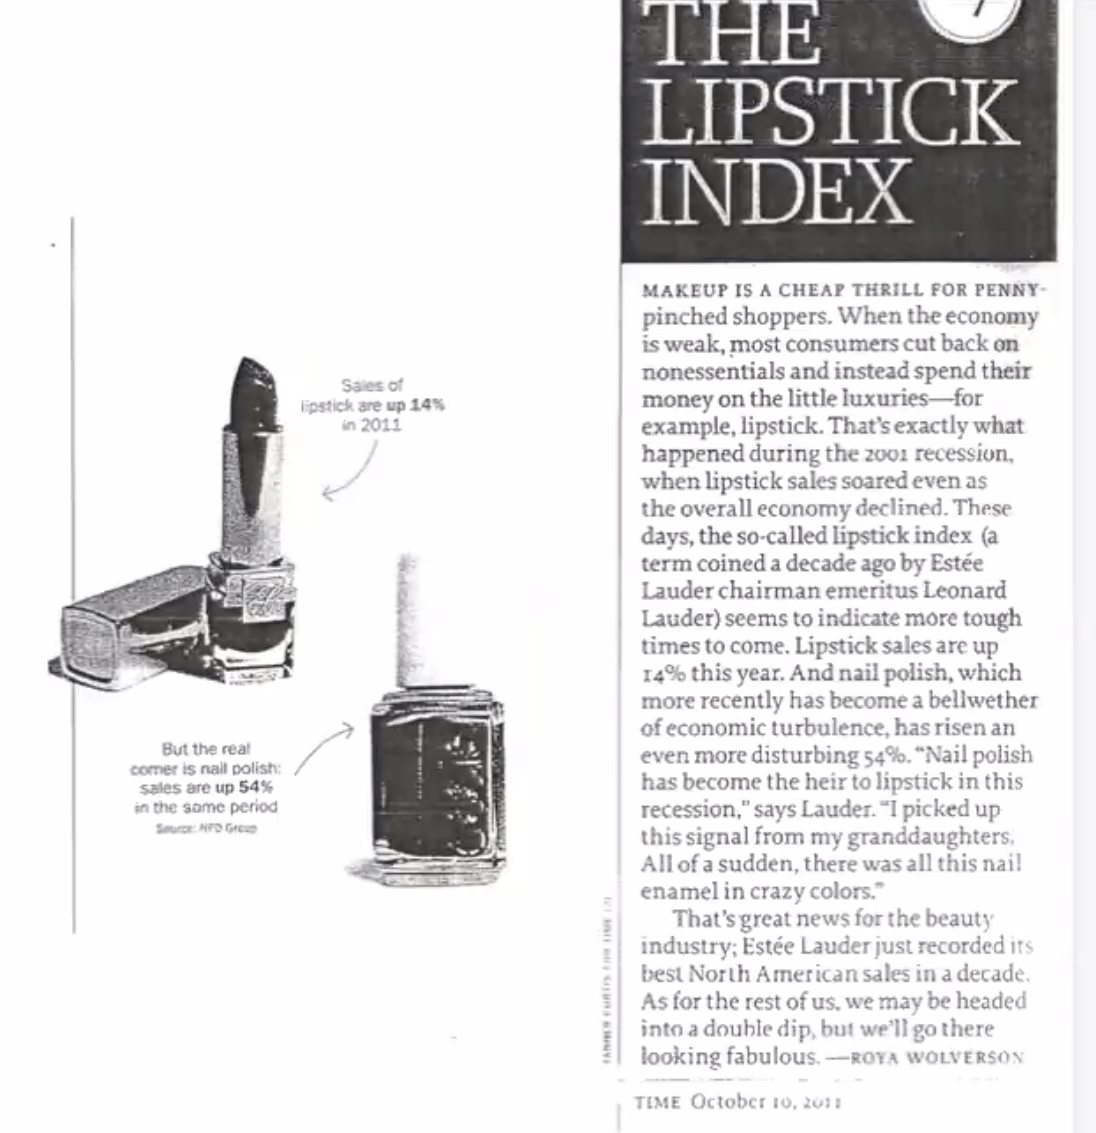 THE
LIPSTICK
INDEX
Sales of
lipstick are up 14%
in 2011
But the real
comer is nail polish:
sales are up 54%
in the same period
Source: NPD Group
MAKEUP IS A CHEAP THRILL FOR PENNY-
pinched shoppers. When the economy
is weak, most consumers cut back on
nonessentials and instead spend their
money on the little luxuries—for
example, lipstick. That's exactly what
happened during the 2001 recession,
when lipstick sales soared even as
the overall economy declined. These
days, the so-called lipstick index (a
term coined a decade ago by Estée
Lauder chairman emeritus Leonard
Lauder) seems to indicate more tough
times to come. Lipstick sales are up
14% this year. And nail polish, which
more recently has become a bellwether
of economic turbulence, has risen an
even more disturbing 54%. “Nail polish
has become the heir to lipstick in this
recession,” says Lauder. “I picked up
this signal from my granddaughters.
All of a sudden, there was all this nail
enamel in crazy colors.”
That's great news for the beauty
industry; Estée Lauder just recorded its
best North American sales in a decade.
As for the rest of us, we may be headed
into a double dip, but we'll go there
looking fabulous. —ROYA WOLVERSON
FOR TIME
TIME October 10, 2011